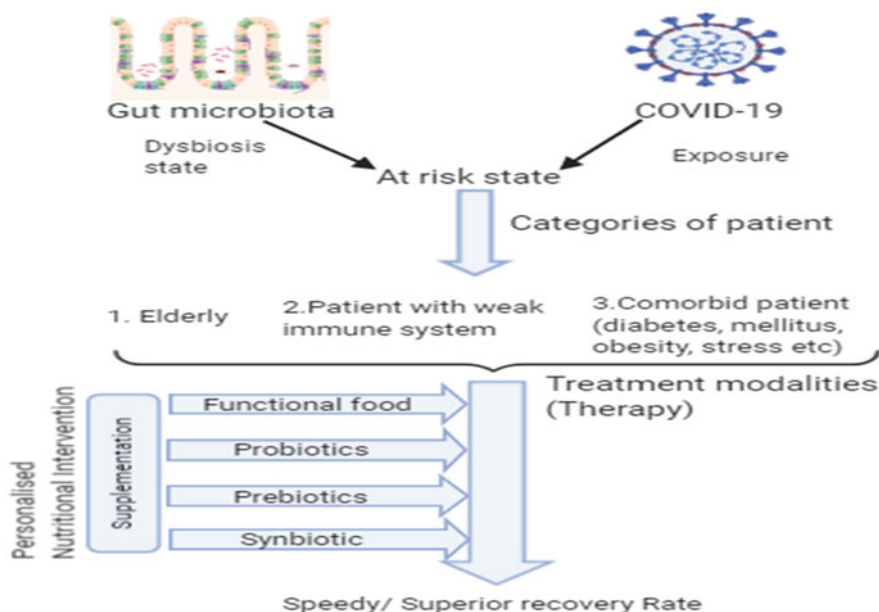 Gut microbiota
COVID-19
Dysbiosis
state
Exposure
At risk state
Categories of patient
1. Elderly
2.Patient with weak
immune system
3.Comorbid patient
(diabetes, mellitus,
obesity, stress etc)
Treatment modalities
(Therapy)
Personalised
Nutritional Intervention
Supplementation
Functional food
Probiotics
Prebiotics
Synbiotic
Speedy/ Superior recovery Rate